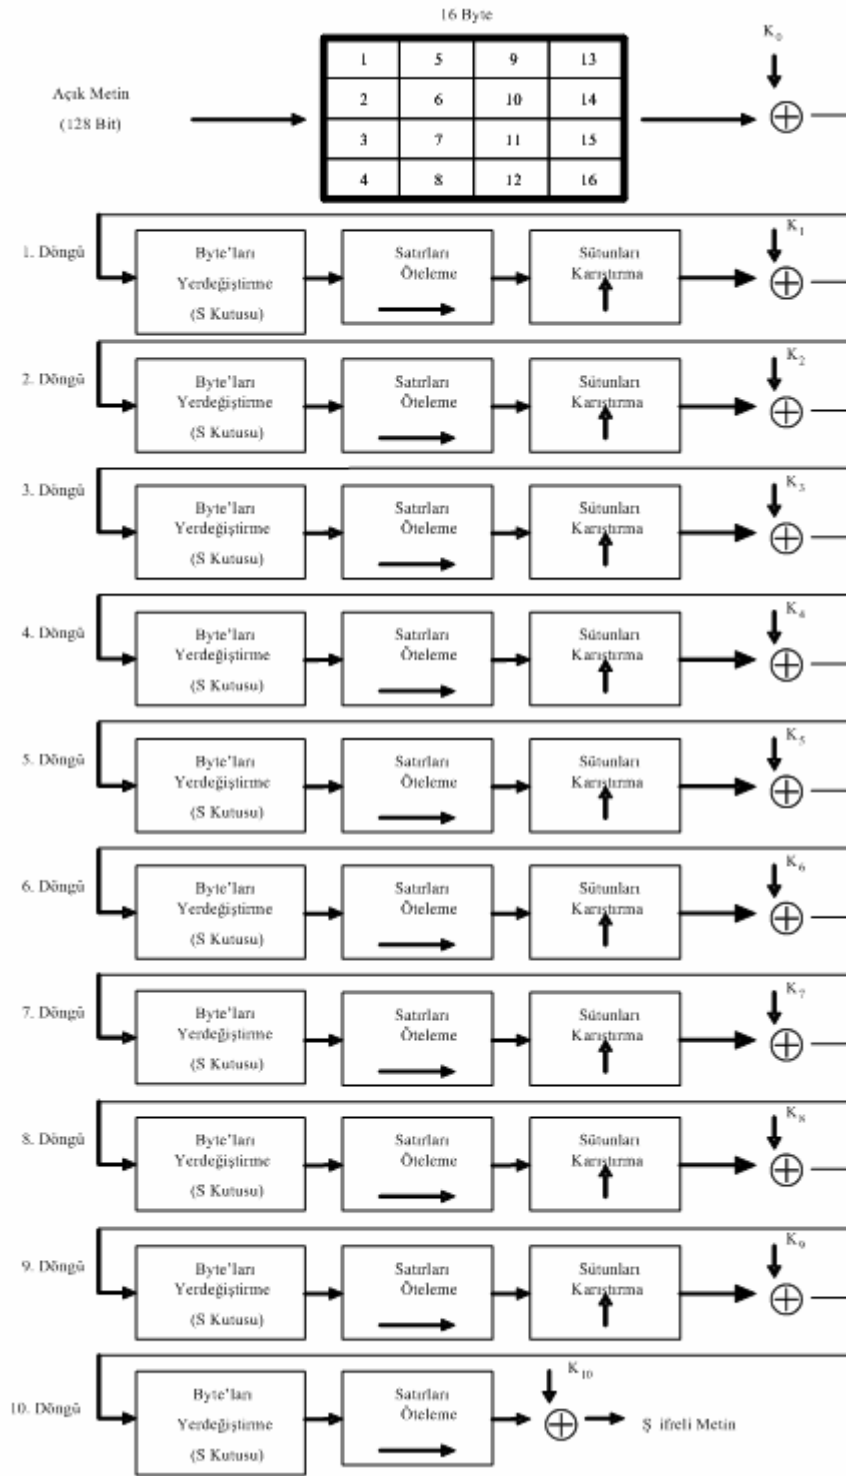 16 Byte
K0
Açık Metin
(128 Bit)
1 5 9 13
2 6 10 14
3 7 11 15
4 8 12 16
1. Döngü
Byte'ları
Yerdeğiştirme
(S Kutusu)
Satırları
Öteleme
Sütunları
Karıştırma
K1
2. Döngü
Byte'ları
Yerdeğiştirme
(S Kutusu)
Satırları
Öteleme
Sütunları
Karıştırma
K2
3. Döngü
Byte'ları
Yerdeğiştirme
(S Kutusu)
Satırları
Öteleme
Sütunları
Karıştırma
K3
4. Döngü
Byte'ları
Yerdeğiştirme
(S Kutusu)
Satırları
Öteleme
Sütunları
Karıştırma
K4
5. Döngü
Byte'ları
Yerdeğiştirme
(S Kutusu)
Satırları
Öteleme
Sütunları
Karıştırma
K5
6. Döngü
Byte'ları
Yerdeğiştirme
(S Kutusu)
Satırları
Öteleme
Sütunları
Karıştırma
K6
7. Döngü
Byte'ları
Yerdeğiştirme
(S Kutusu)
Satırları
Öteleme
Sütunları
Karıştırma
K7
8. Döngü
Byte'ları
Yerdeğiştirme
(S Kutusu)
Satırları
Öteleme
Sütunları
Karıştırma
K8
9. Döngü
Byte'ları
Yerdeğiştirme
(S Kutusu)
Satırları
Öteleme
Sütunları
Karıştırma
K9
10. Döngü
Byte'ları
Yerdeğiştirme
(S Kutusu)
Satırları
Öteleme
K10
Ş ifreli Metin